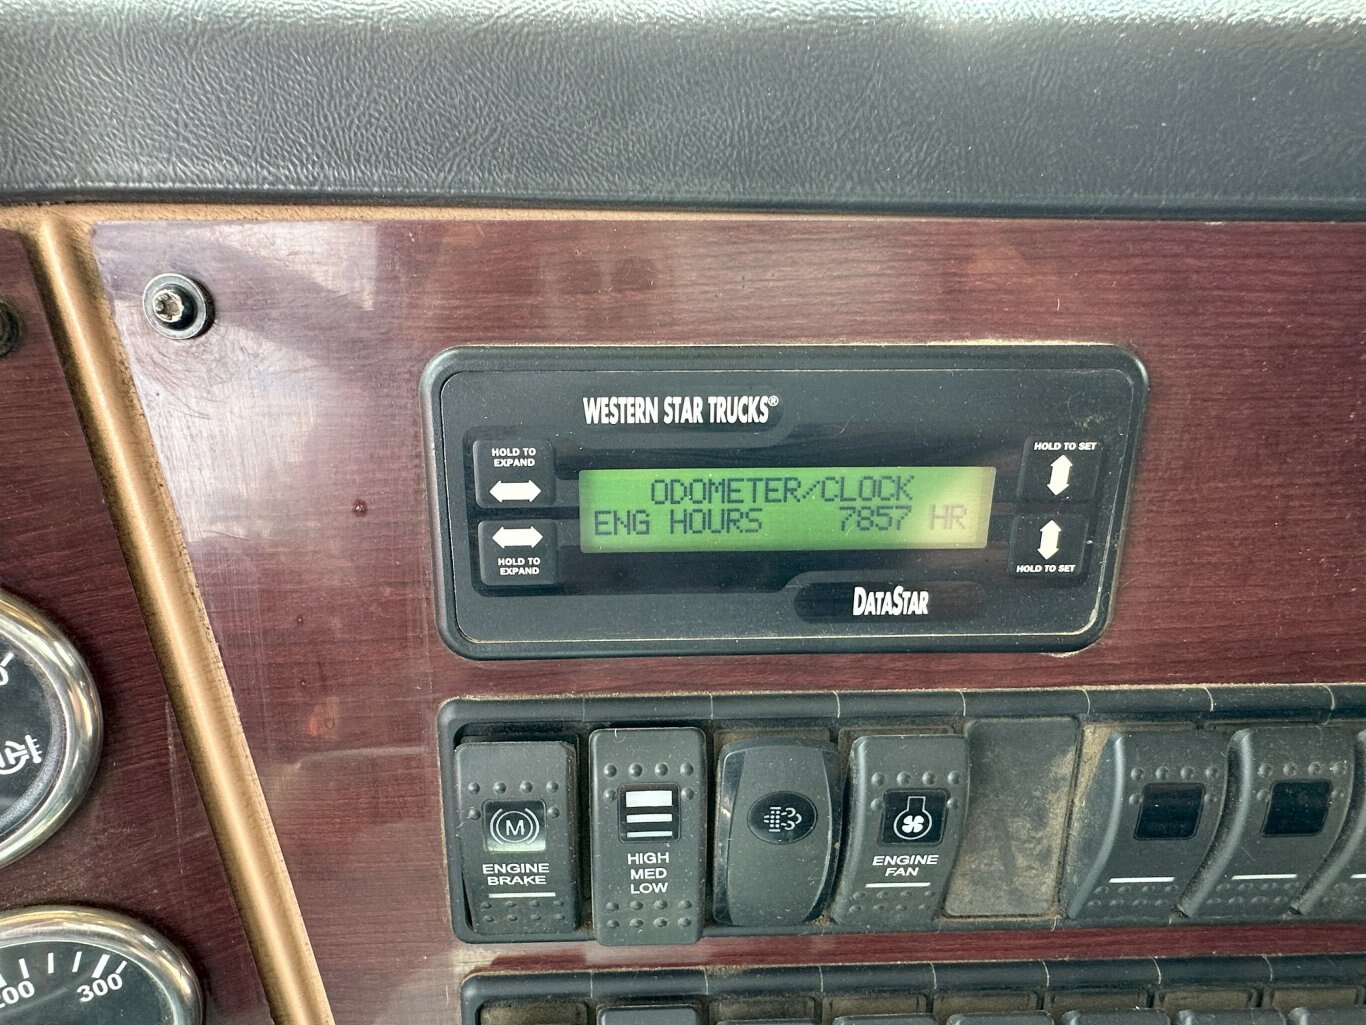 WESTERN STAR TRUCKS®
HOLD TO
EXPAND
HOLD TO SET
ODOMETER/CLOCK
ENG HOURS 7857 HR
HOLD TO
EXPAND
HOLD TO SET
DATASTAR
M
ENGINE
BRAKE
HIGH
MED
LOW
ENGINE
FAN
200
300